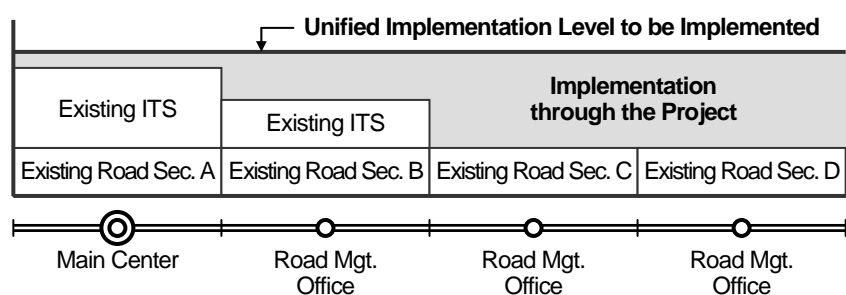 Unified Implementation Level to be Implemented
Implementation
through the Project
Existing ITS
Existing ITS
Existing Road Sec. A
Existing Road Sec. B
Existing Road Sec. C
Existing Road Sec. D
Main Center
Road Mgt.
Office
Road Mgt.
Office
Road Mgt.
Office